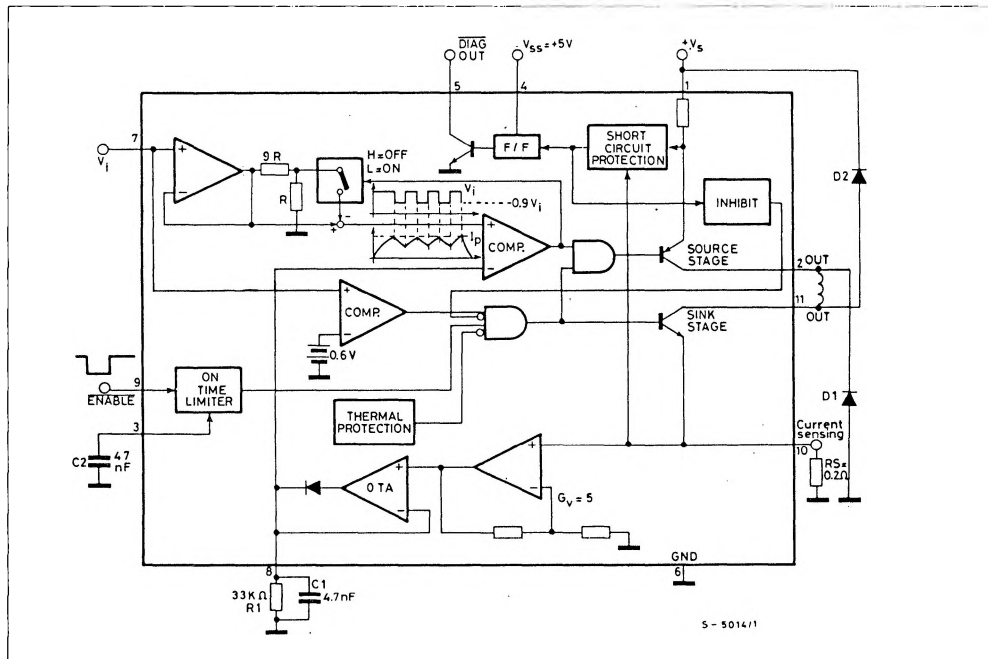 DIAG
OUT
VSS=+5V
+VS
5
4
1
7
Vi
9R
R
H=OFF
L=ON
Vi
-0.9Vi
Ip
+
-
+
-
+
-
F/F
SHORT
CIRCUIT
PROTECTION
INHIBIT
D2
COMP.
SOURCE
STAGE
2 OUT
11
OUT
SINK
STAGE
+
COMP.
-
0.6V
9
ENABLE
ON
TIME
LIMITER
3
C2
47
nF
THERMAL
PROTECTION
D1
Current
sensing
10
RS=
0.2Ω
+
OTA
-
+
-
GV=5
GND
6
8
33KΩ
R1
C1
4.7nF
S-5014/1